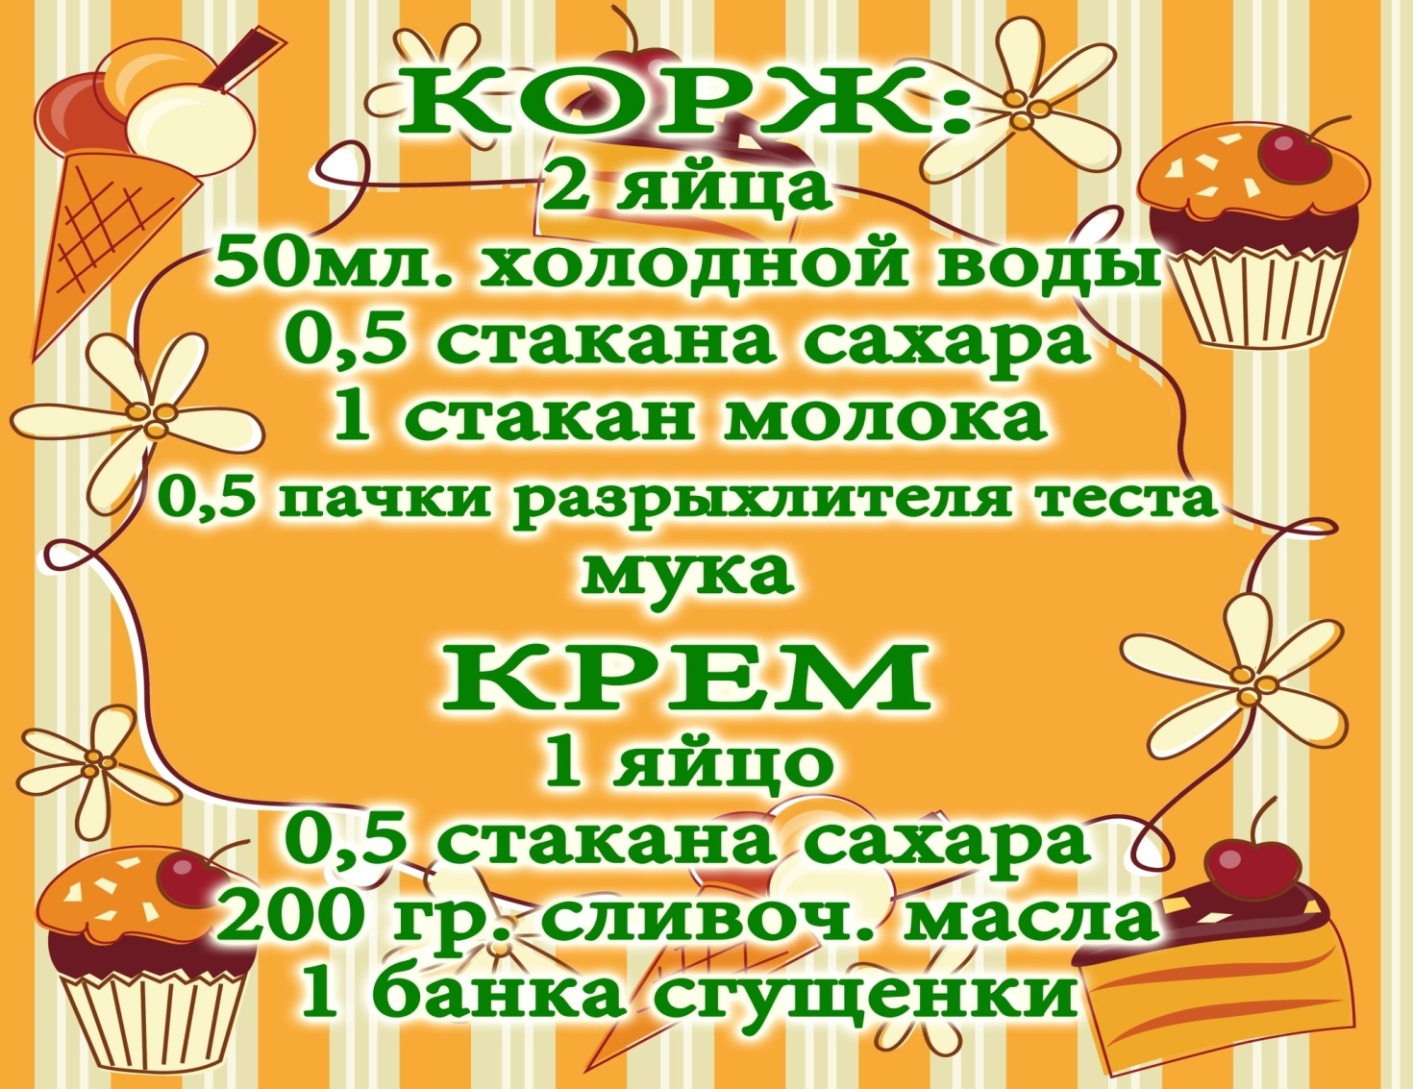 КОРЖ:
2 яйца
50мл. холодной воды
0,5 стакана сахара
1 стакан молока
0,5 пачки разрыхлителя теста
мука
КРЕМ
1 яйцо
0,5 стакана сахара
200 гр. сливоч. масла
1 банка сгущенки